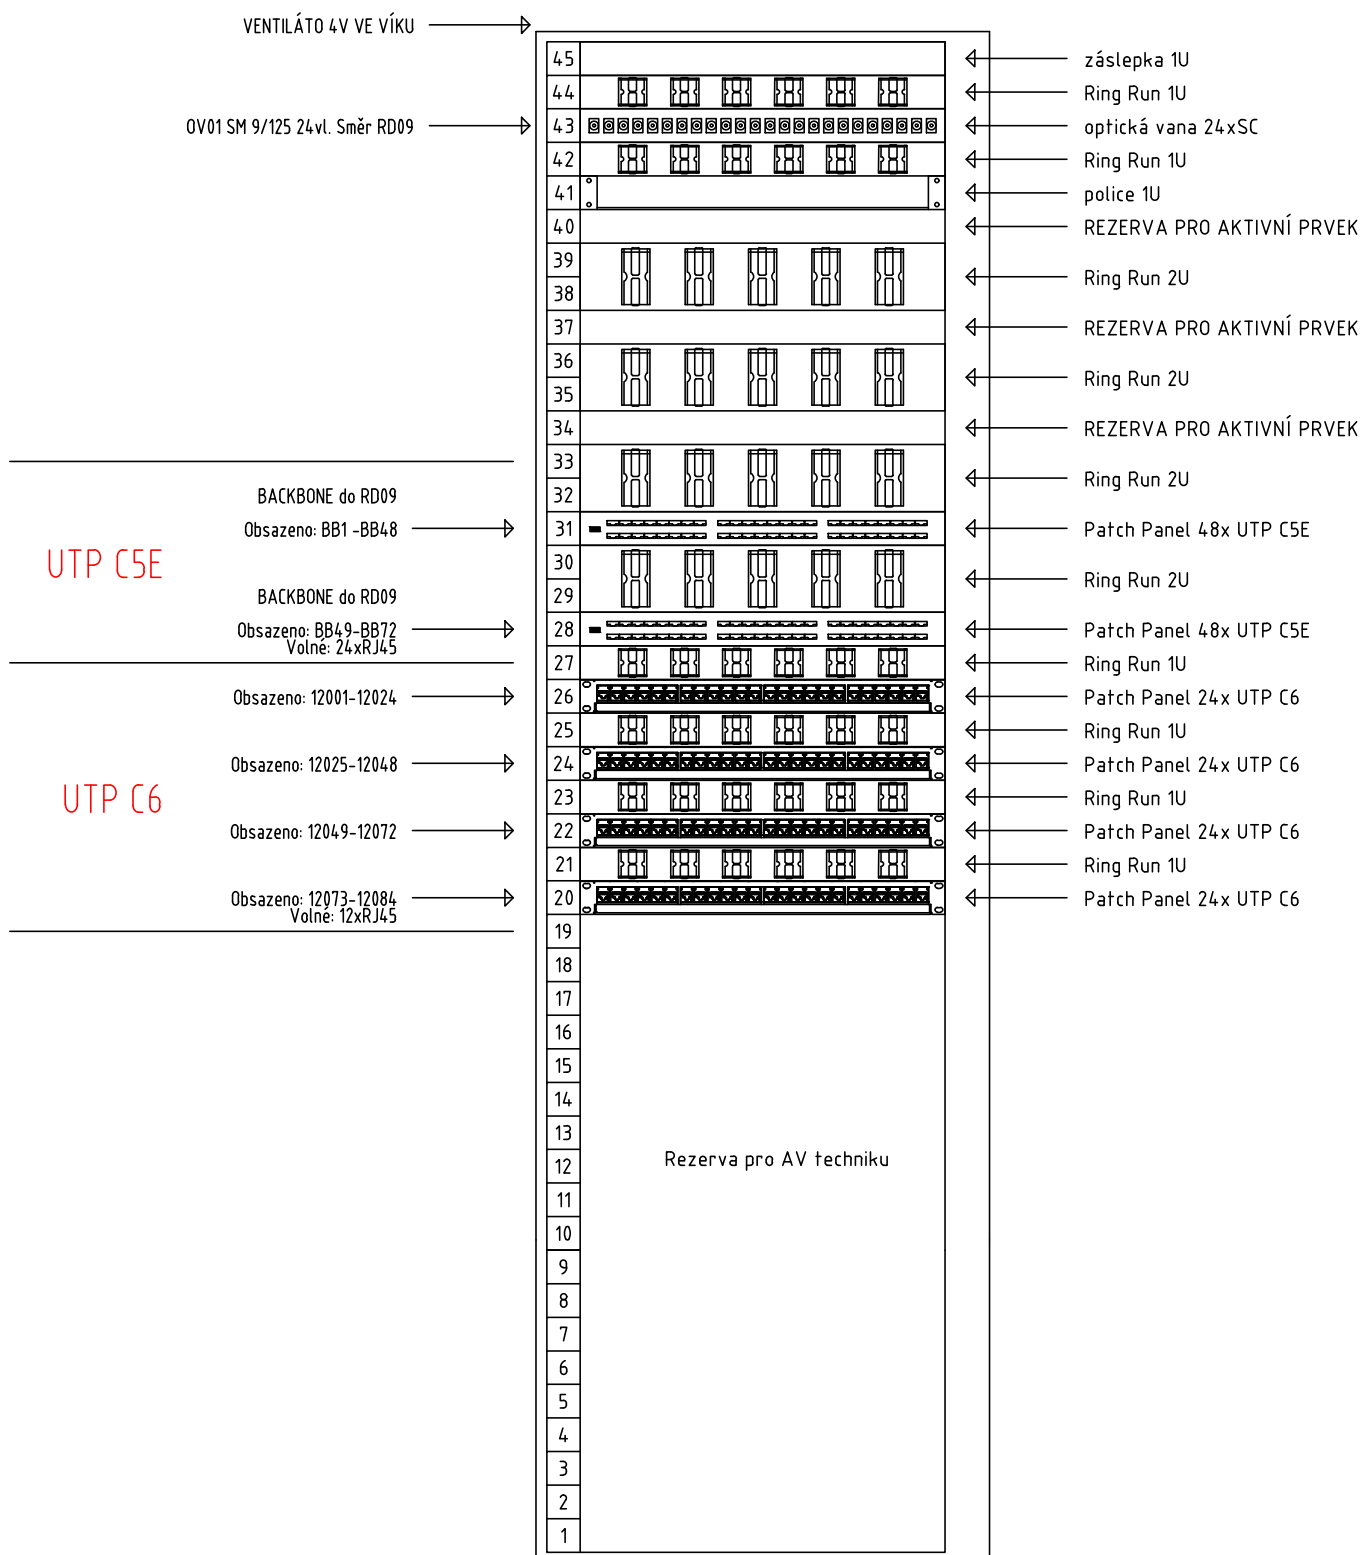 VENTILÁTO 4V VE VÍKU
45 záslepka 1U
44 Ring Run 1U
OV01 SM 9/125 24vl. Směr RD09 43 optická vana 24xSC
42 Ring Run 1U
41 police 1U
40 REZERVA PRO AKTIVNÍ PRVEK
39
Ring Run 2U
38
37 REZERVA PRO AKTIVNÍ PRVEK
36
Ring Run 2U
35
34 REZERVA PRO AKTIVNÍ PRVEK
33
Ring Run 2U
BACKBONE do RD09 32
Obsazeno: BB1 -BB48 31 Patch Panel 48x UTP C5E
UTP C5E 30
Ring Run 2U
BACKBONE do RD09 29
Obsazeno: BB49-BB72 28 Patch Panel 48x UTP C5E
Volné: 24xRJ45
27 Ring Run 1U
Obsazeno: 12001-12024 26 Patch Panel 24x UTP C6
25 Ring Run 1U
Obsazeno: 12025-12048 24 Patch Panel 24x UTP C6
UTP C6 23 Ring Run 1U
Obsazeno: 12049-12072 22 Patch Panel 24x UTP C6
21 Ring Run 1U
Obsazeno: 12073-12084 20 Patch Panel 24x UTP C6
Volné: 12xRJ45
19
18
17
16
15
14
13
12 Rezerva pro AV techniku
11
10
9
8
7
6
5
4
3
2
1